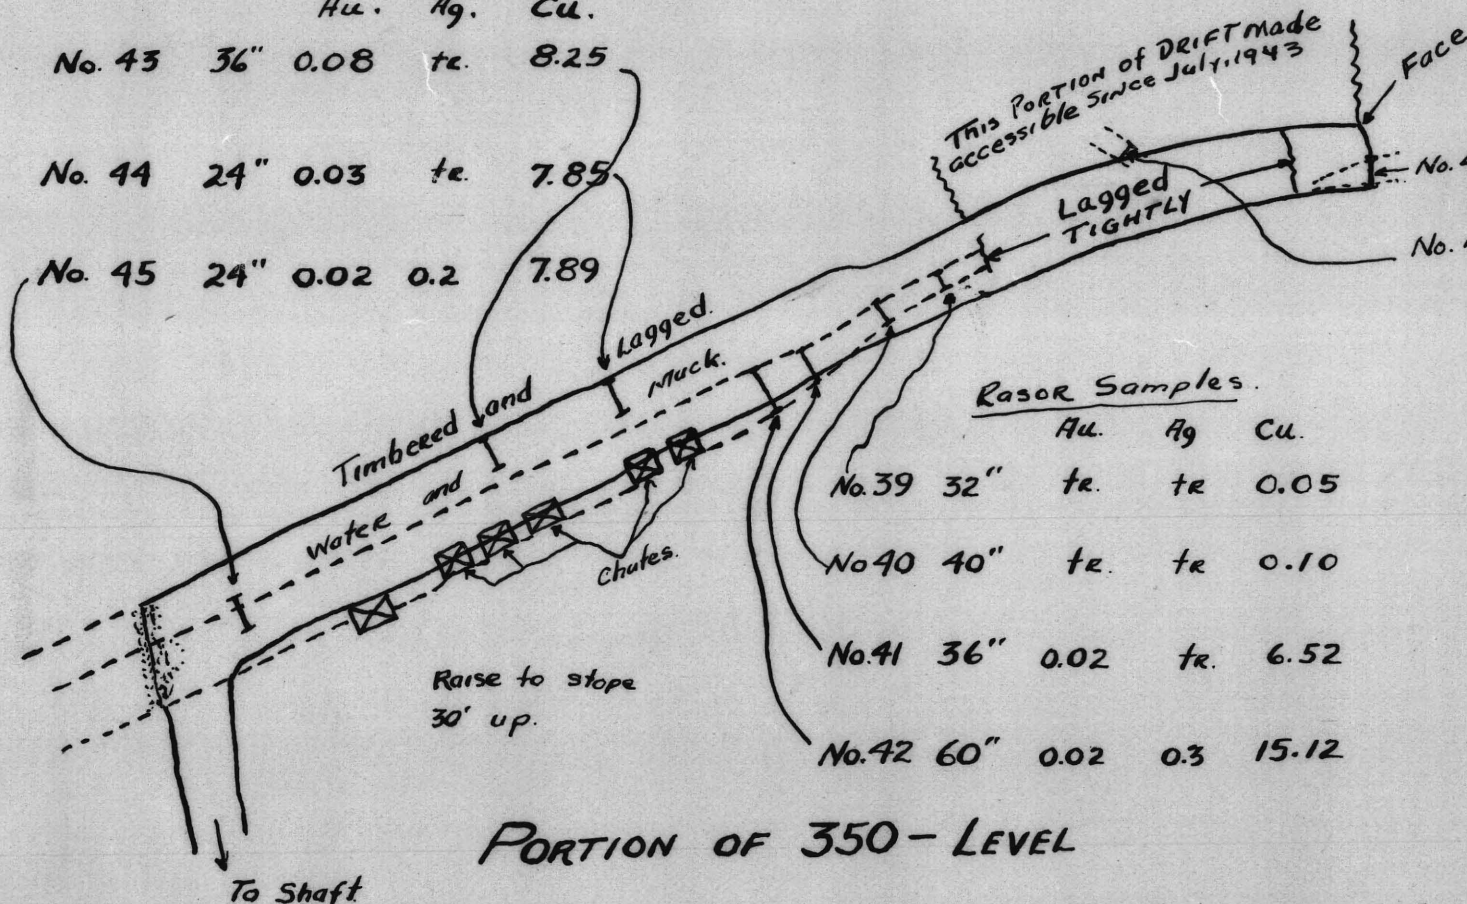 Au. Ag. Cu.
No. 43 36" 0.08 tr. 8.25
No. 44 24" 0.03 tr. 7.85
No. 45 24" 0.02 0.2 7.89
This PORTION of DRIFT Made
accessible Since July, 1943
Face
No. 4
Lagged
TIGHTLY
No. 4
Timbered and Lagged.
Water and Muck.
Chutes.
Rasor Samples.
Au. Ag Cu.
No. 39 32" tr. tr 0.05
No 40 40" tr. tr 0.10
No. 41 36" 0.02 tr. 6.52
No. 42 60" 0.02 0.3 15.12
Raise to stope
30' up.
PORTION OF 350 - LEVEL
To Shaft